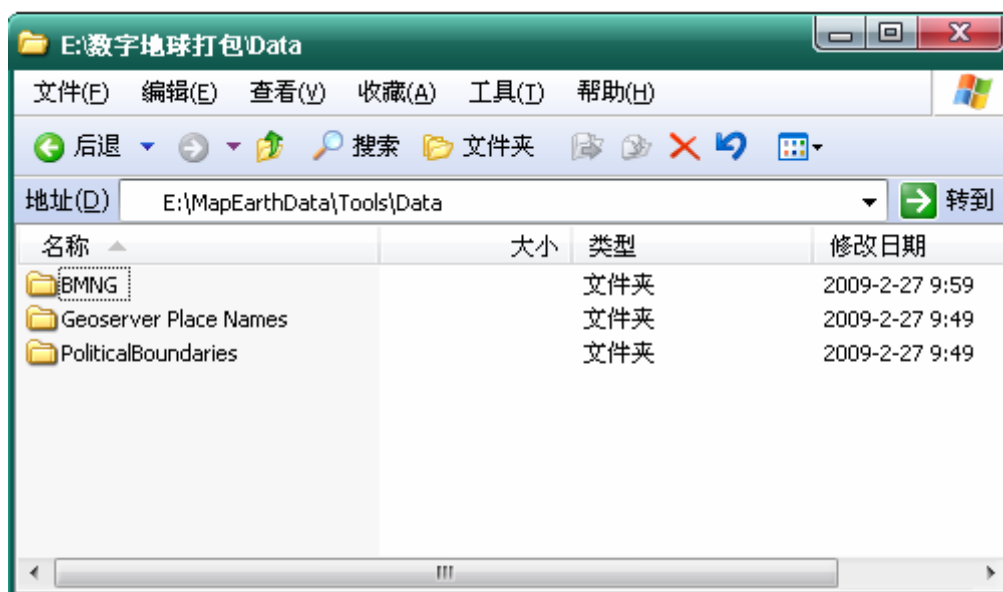 E:\数字地球打包\Data
文件(F) 编辑(E) 查看(V) 收藏(A) 工具(T) 帮助(H)
后退 搜索 文件夹
地址(D) E:\MapEarthData\Tools\Data 转到
名称 大小 类型 修改日期
BMNG 文件夹 2009-2-27 9:59
Geoserver Place Names 文件夹 2009-2-27 9:49
PoliticalBoundaries 文件夹 2009-2-27 9:49